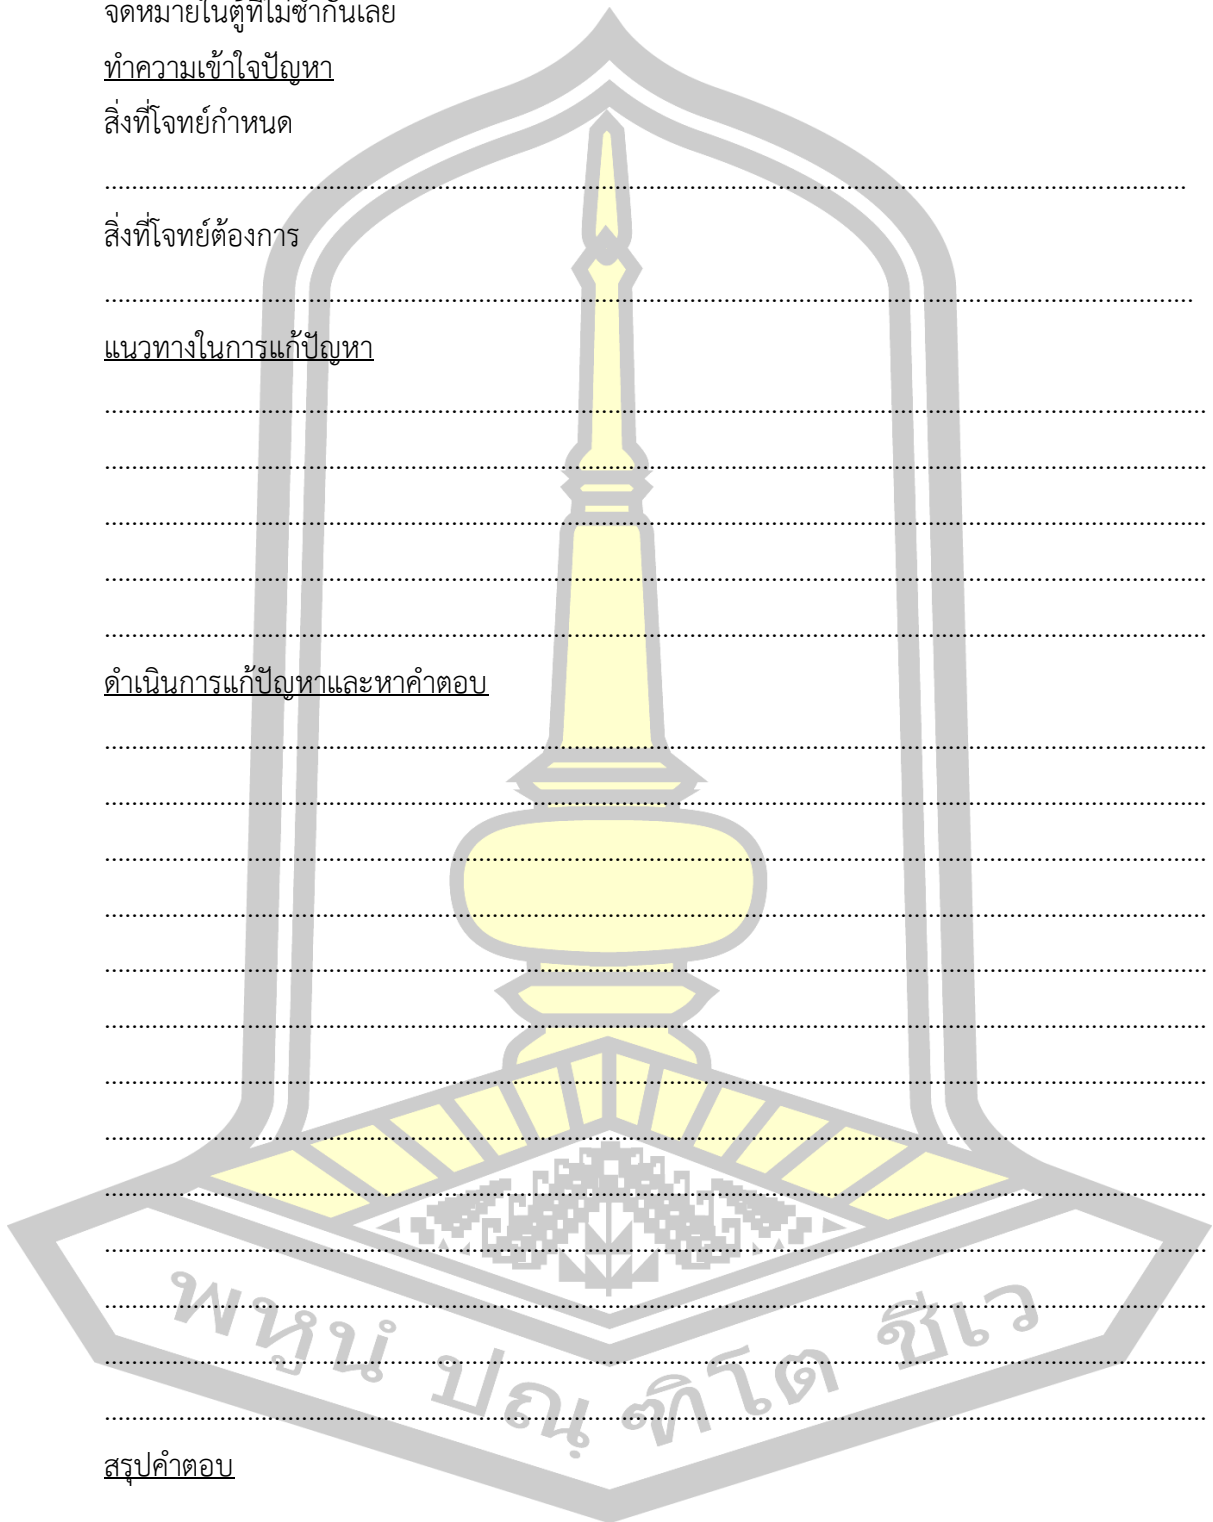 จดหมายในตู้ที่ไม่ซ้ำกันเลย
ทำความเข้าใจปัญหา
สิ่งที่โจทย์กำหนด
สิ่งที่โจทย์ต้องการ
แนวทางในการแก้ปัญหา
ดำเนินการแก้ปัญหาและหาคำตอบ
พหูนํ ปณฺฑิโต ชีเว
สรุปคำตอบ